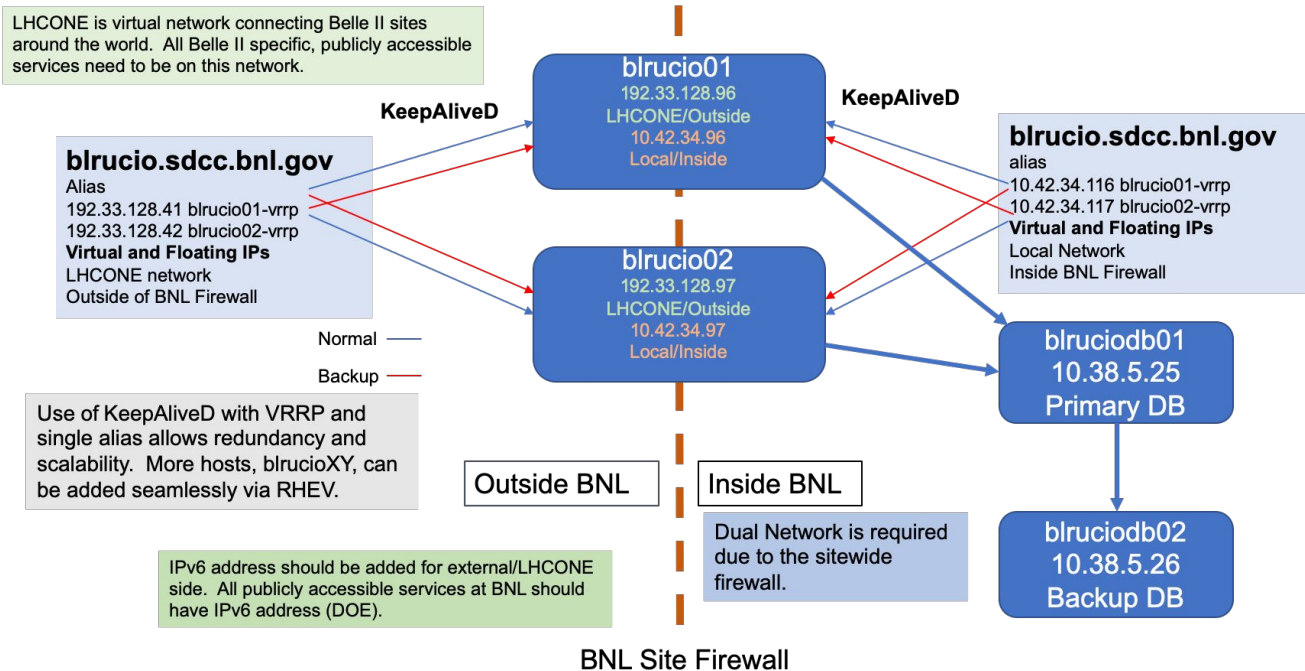 LHCONE is virtual network connecting Belle II sites
around the world.  All Belle II specific, publicly accessible
services need to be on this network.
KeepAliveD
blrucio01
192.33.128.96
LHCONE/Outside
10.42.34.96
Local/Inside
KeepAliveD
blrucio.sdcc.bnl.gov
Alias
192.33.128.41 blrucio01-vrrp
192.33.128.42 blrucio02-vrrp
Virtual and Floating IPs
LHCONE network
Outside of BNL Firewall
blrucio.sdcc.bnl.gov
alias
10.42.34.116 blrucio01-vrrp
10.42.34.117 blrucio02-vrrp
Virtual and Floating IPs
Local Network
Inside BNL Firewall
blrucio02
192.33.128.97
LHCONE/Outside
10.42.34.97
Local/Inside
Normal
Backup
blruciodb01
10.38.5.25
Primary DB
Use of KeepAliveD with VRRP and
single alias allows redundancy and
scalability.  More hosts, blrucioXY, can
be added seamlessly via RHEV.
Outside BNL
Inside BNL
Dual Network is required
due to the sitewide
firewall.
blruciodb02
10.38.5.26
Backup DB
IPv6 address should be added for external/LHCONE
side.  All publicly accessible services at BNL should
have IPv6 address (DOE).
BNL Site Firewall